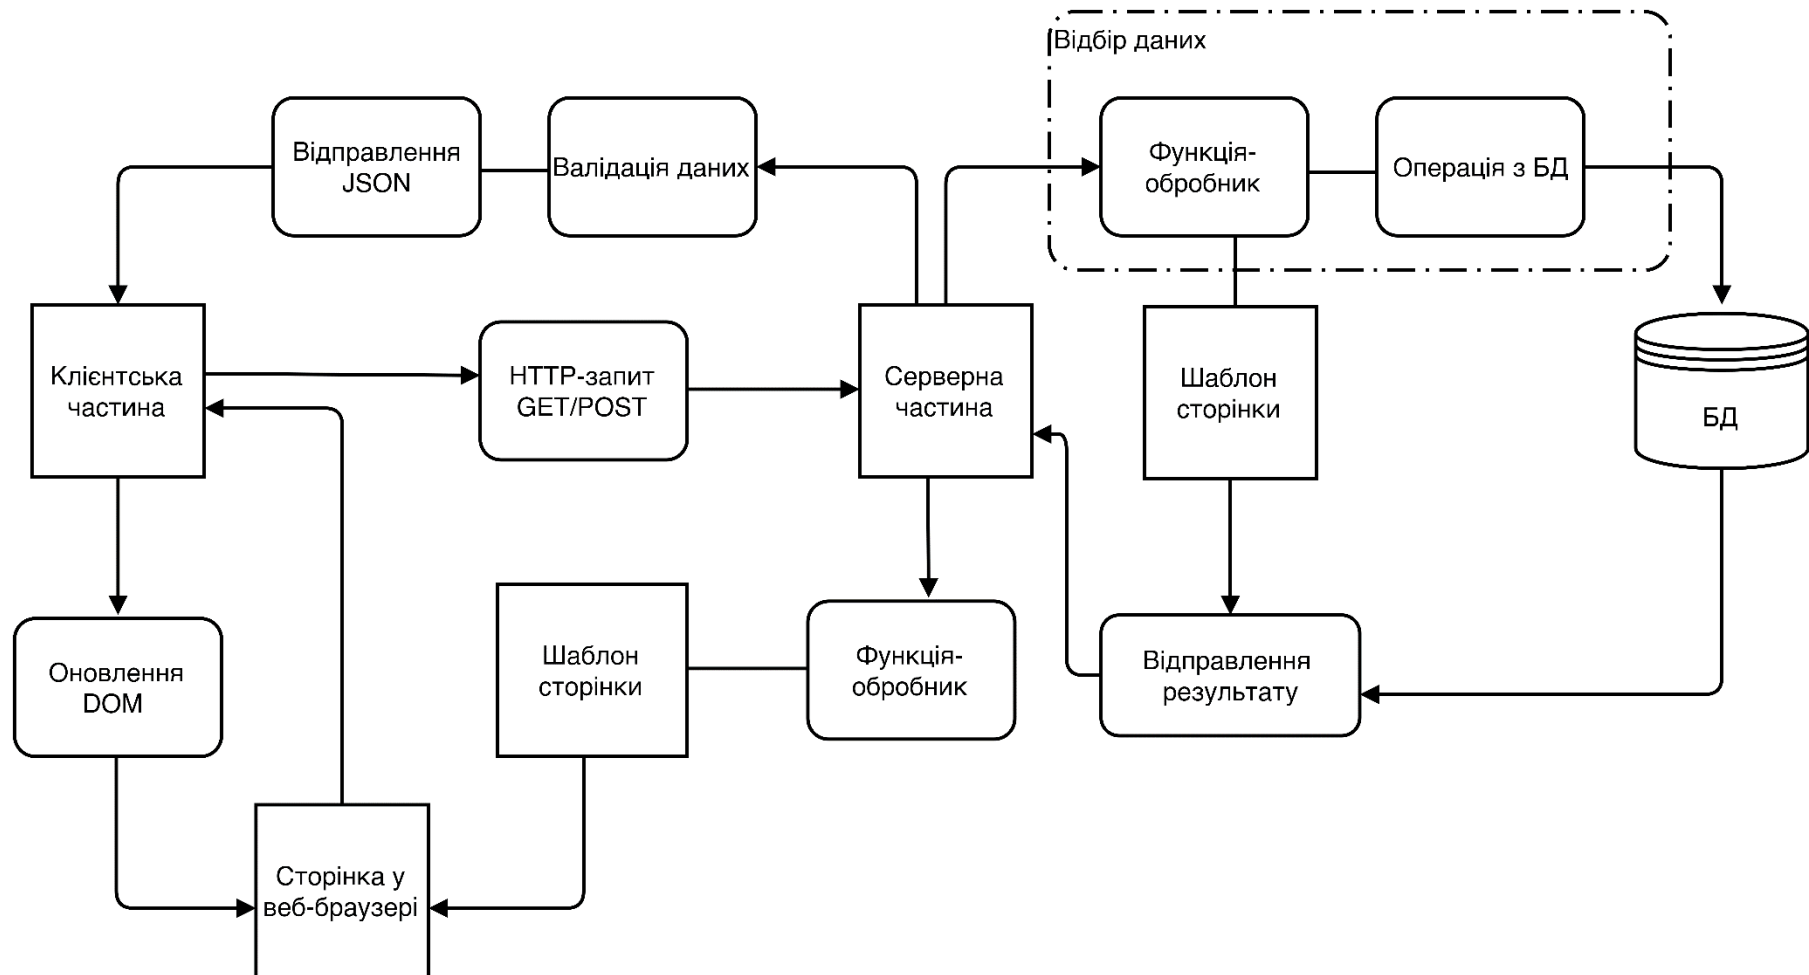 Відбір даних
Відправлення
JSON
Валідація даних
Функція-
обробник
Операція з БД
Клієнтська
частина
HTTP-запит
GET/POST
Серверна
частина
Шаблон
сторінки
БД
Оновлення
DOM
Шаблон
сторінки
Функція-
обробник
Відправлення
результату
Сторінка у
веб-браузері